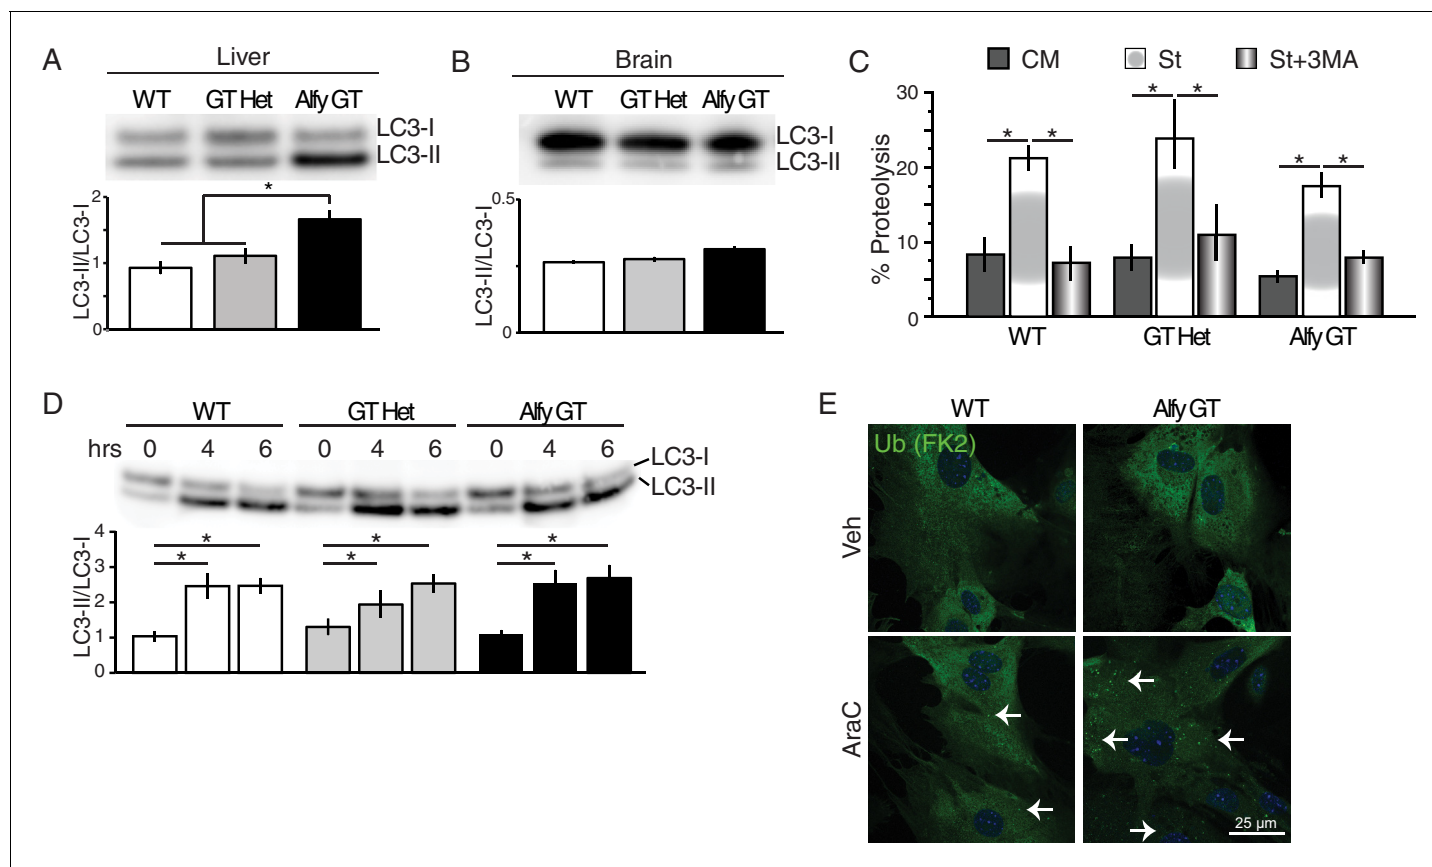 A
Liver
WT GT Het Alfy GT
LC3-I
LC3-II
2
1
0
LC3-II/LC3-I
*
B
Brain
WT GT Het Alfy GT
LC3-I
LC3-II
0.5
0
LC3-II/LC3-I
C
CM St St+3MA
30
20
10
0
% Proteolysis
* * * * * *
WT GT Het Alfy GT
D
WT GT Het Alfy GT
hrs 0 4 6 0 4 6 0 4 6
LC3-I
LC3-II
4
3
2
1
0
LC3-II/LC3-I
* * *
* * *
E
WT Alfy GT
Ub (FK2)
Veh
AraC
25 µm